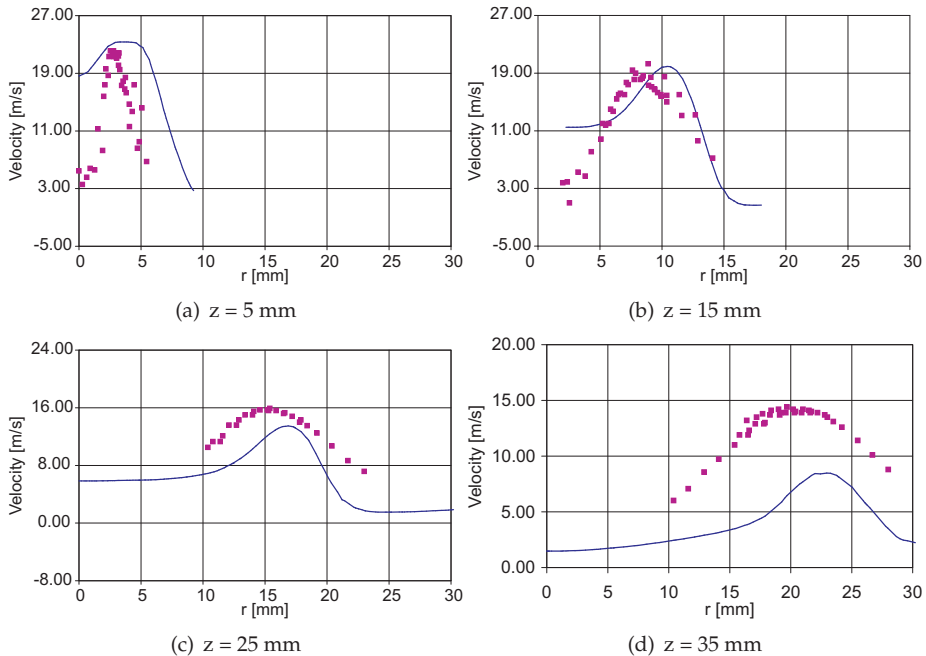 27.00
19.00
11.00
3.00
-5.00
Velocity [m/s]
0 5 10 15 20 25 30
r [mm]
(a) z = 5 mm
27.00
19.00
11.00
3.00
-5.00
Velocity [m/s]
0 5 10 15 20 25 30
r [mm]
(b) z = 15 mm
24.00
16.00
8.00
0.00
-8.00
Velocity [m/s]
0 5 10 15 20 25 30
r [mm]
(c) z = 25 mm
20.00
15.00
10.00
5.00
0.00
Velocity [m/s]
0 5 10 15 20 25 30
r [mm]
(d) z = 35 mm